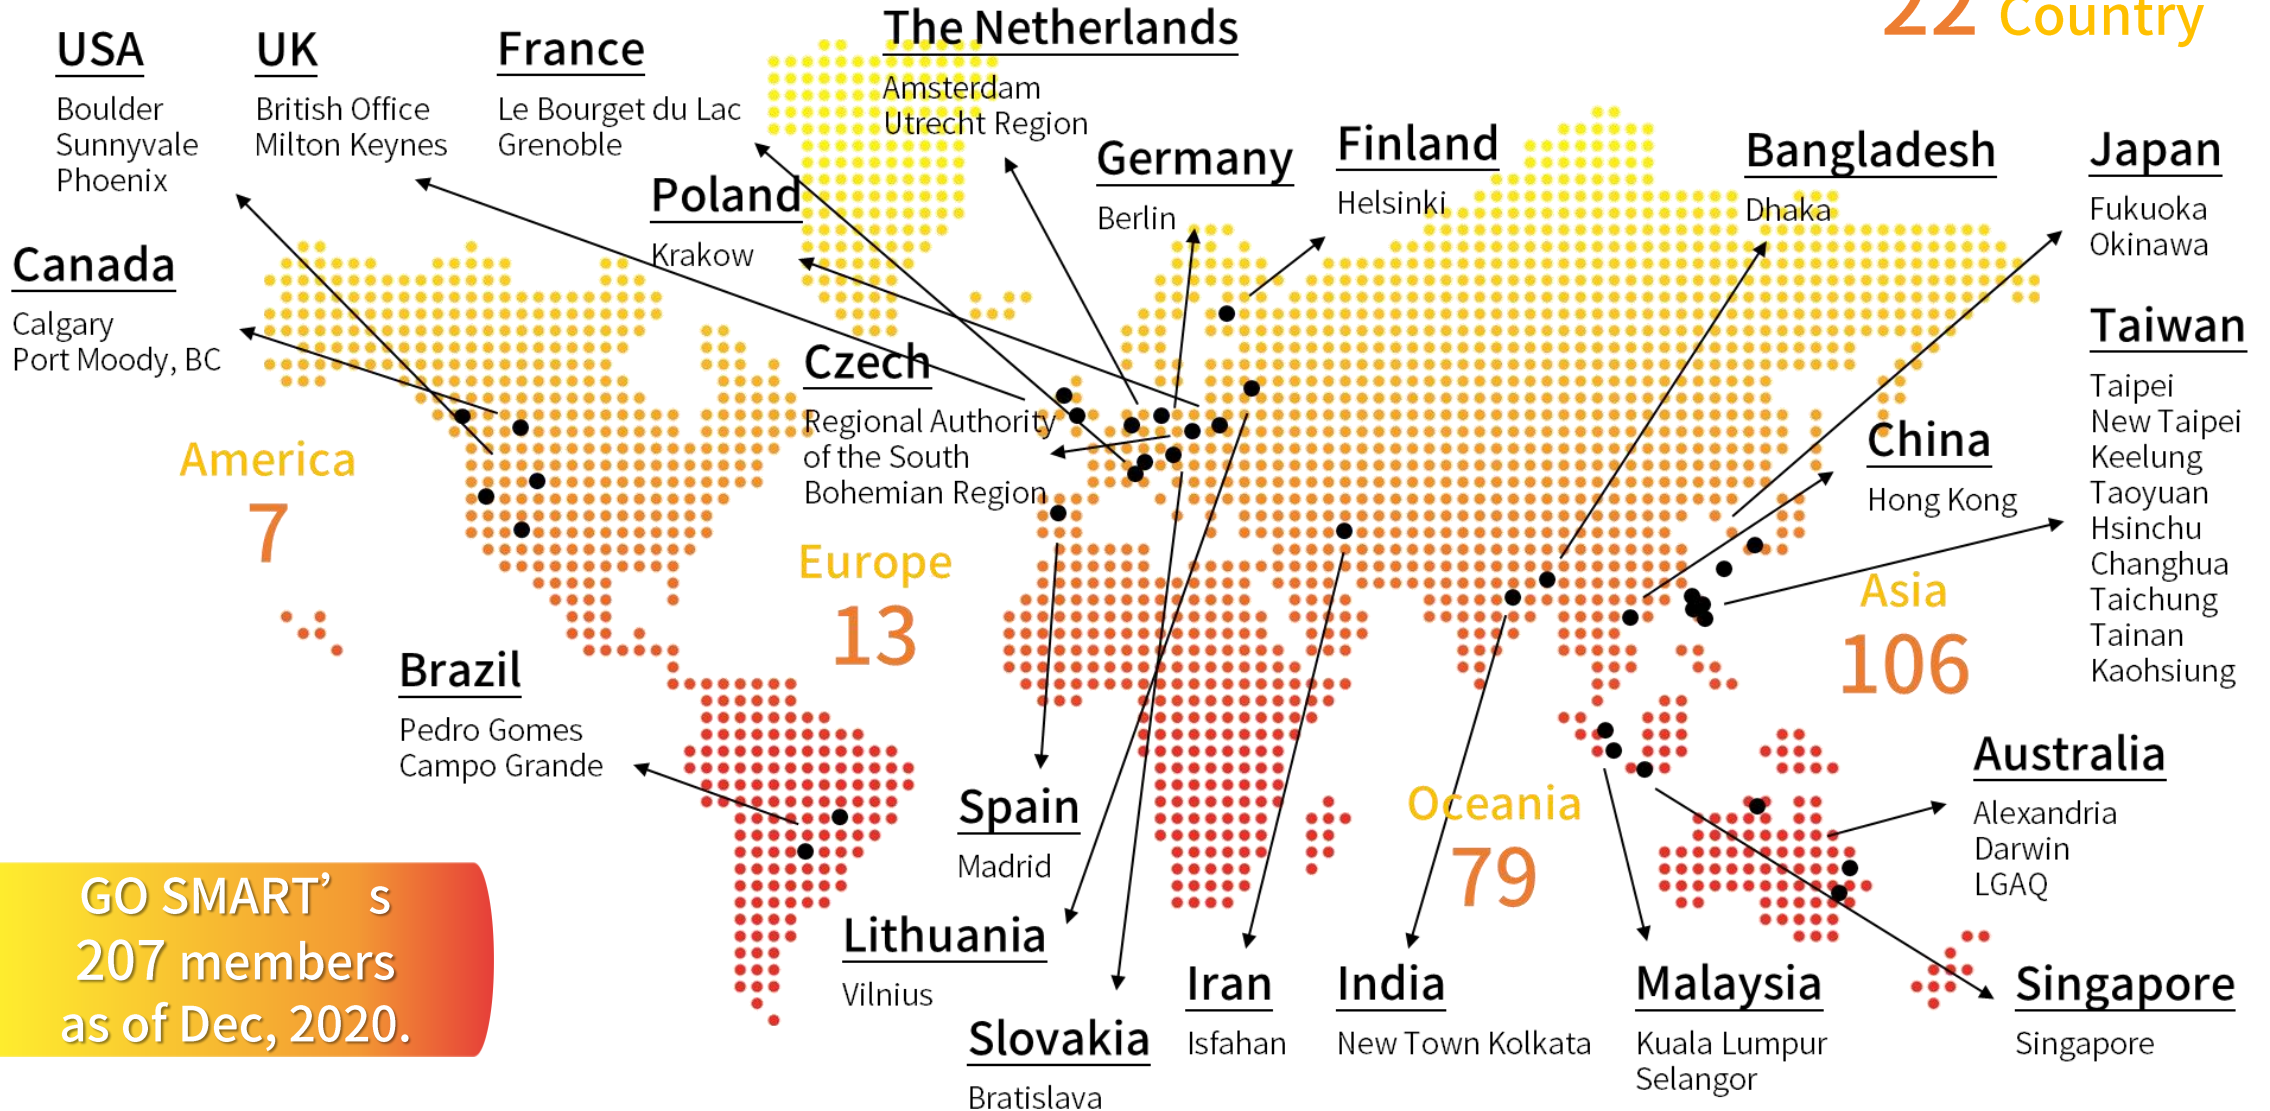 22 Country
USA
Boulder
Sunnyvale
Phoenix
UK
British Office
Milton Keynes
France
Le Bourget du Lac
Grenoble
The Netherlands
Amsterdam
Utrecht Region
Poland
Krakow
Germany
Berlin
Finland
Helsinki
Bangladesh
Dhaka
Japan
Fukuoka
Okinawa
Canada
Calgary
Port Moody, BC
Czech
Regional Authority
of the South
Bohemian Region
Taiwan
Taipei
New Taipei
Keelung
Taoyuan
Hsinchu
Changhua
Taichung
Tainan
Kaohsiung
China
Hong Kong
America
7
Europe
13
Asia
106
Brazil
Pedro Gomes
Campo Grande
Spain
Madrid
Oceania
79
Australia
Alexandria
Darwin
LGAQ
GO SMART’s
207 members
as of Dec, 2020.
Lithuania
Vilnius
Slovakia
Bratislava
Iran
Isfahan
India
New Town Kolkata
Malaysia
Kuala Lumpur
Selangor
Singapore
Singapore